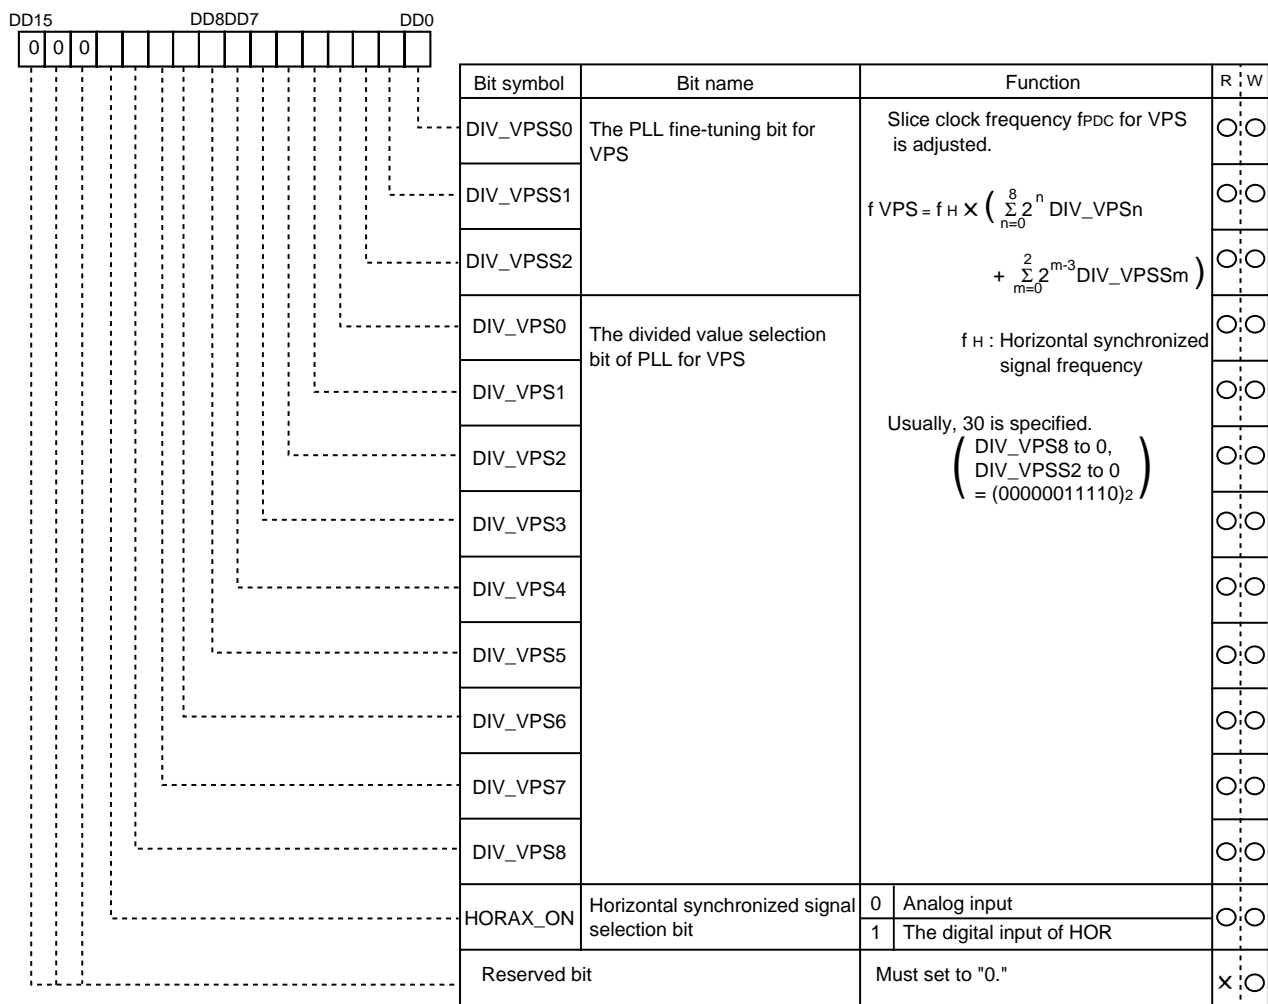 DD15 DD8DD7 DD0
0 0 0
Bit symbol Bit name Function R W
DIV_VPSS0 The PLL fine-tuning bit for VPS
Slice clock frequency fPDC for VPS
is adjusted.
DIV_VPSS1
f VPS = f H × ( 8 Σ n=0 2 n DIV_VPSn
DIV_VPSS2
+ 2 Σ m=0 2 m-3 DIV_VPSSm )
DIV_VPS0 The divided value selection
bit of PLL for VPS
f H : Horizontal synchronized
signal frequency
DIV_VPS1
Usually, 30 is specified.
( DIV_VPS8 to 0,
DIV_VPSS2 to 0
= (00000011110)2 )
DIV_VPS2
DIV_VPS3
DIV_VPS4
DIV_VPS5
DIV_VPS6
DIV_VPS7
DIV_VPS8
HORAX_ON Horizontal synchronized signal
selection bit
0 Analog input
1 The digital input of HOR
Reserved bit Must set to "0."